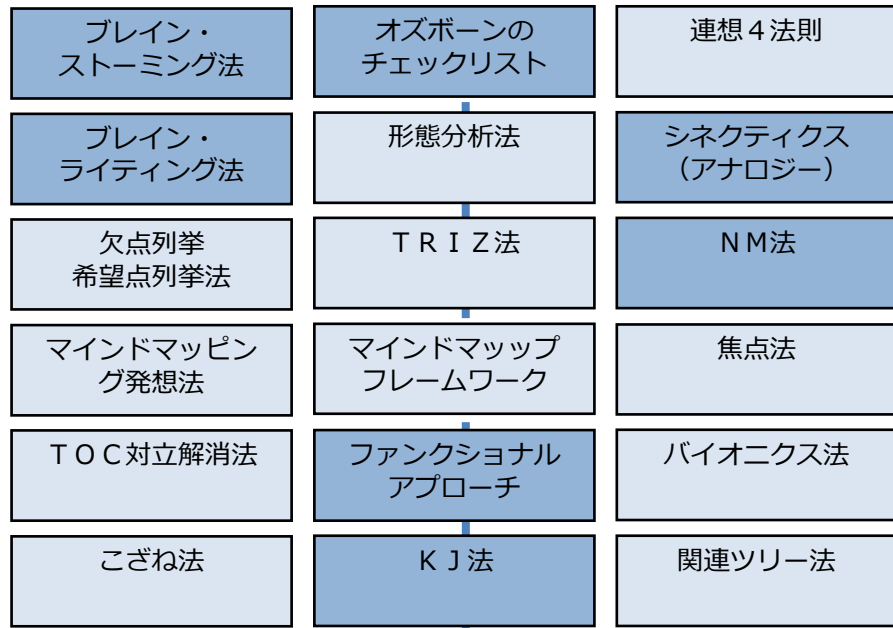 ブレイン・
ストーミング法
オズボーンの
チェックリスト
連想４法則
ブレイン・
ライティング法
形態分析法
シネクティクス
（アナロジー）
欠点列挙
希望点列挙法
ＴＲＩＺ法
ＮＭ法
マインドマッピン
グ発想法
マインドマッップ
フレームワーク
焦点法
ＴＯＣ対立解消法
ファンクショナル
アプローチ
バイオニクス法
こざね法
ＫＪ法
関連ツリー法